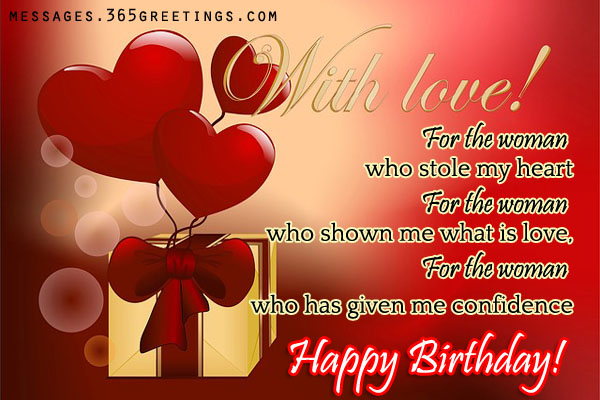 MESSAGES.365GREETINGS.COM
With love!
For the woman
who stole my heart
For the woman
who shown me what is love,
For the woman
who has given me confidence
Happy Birthday!